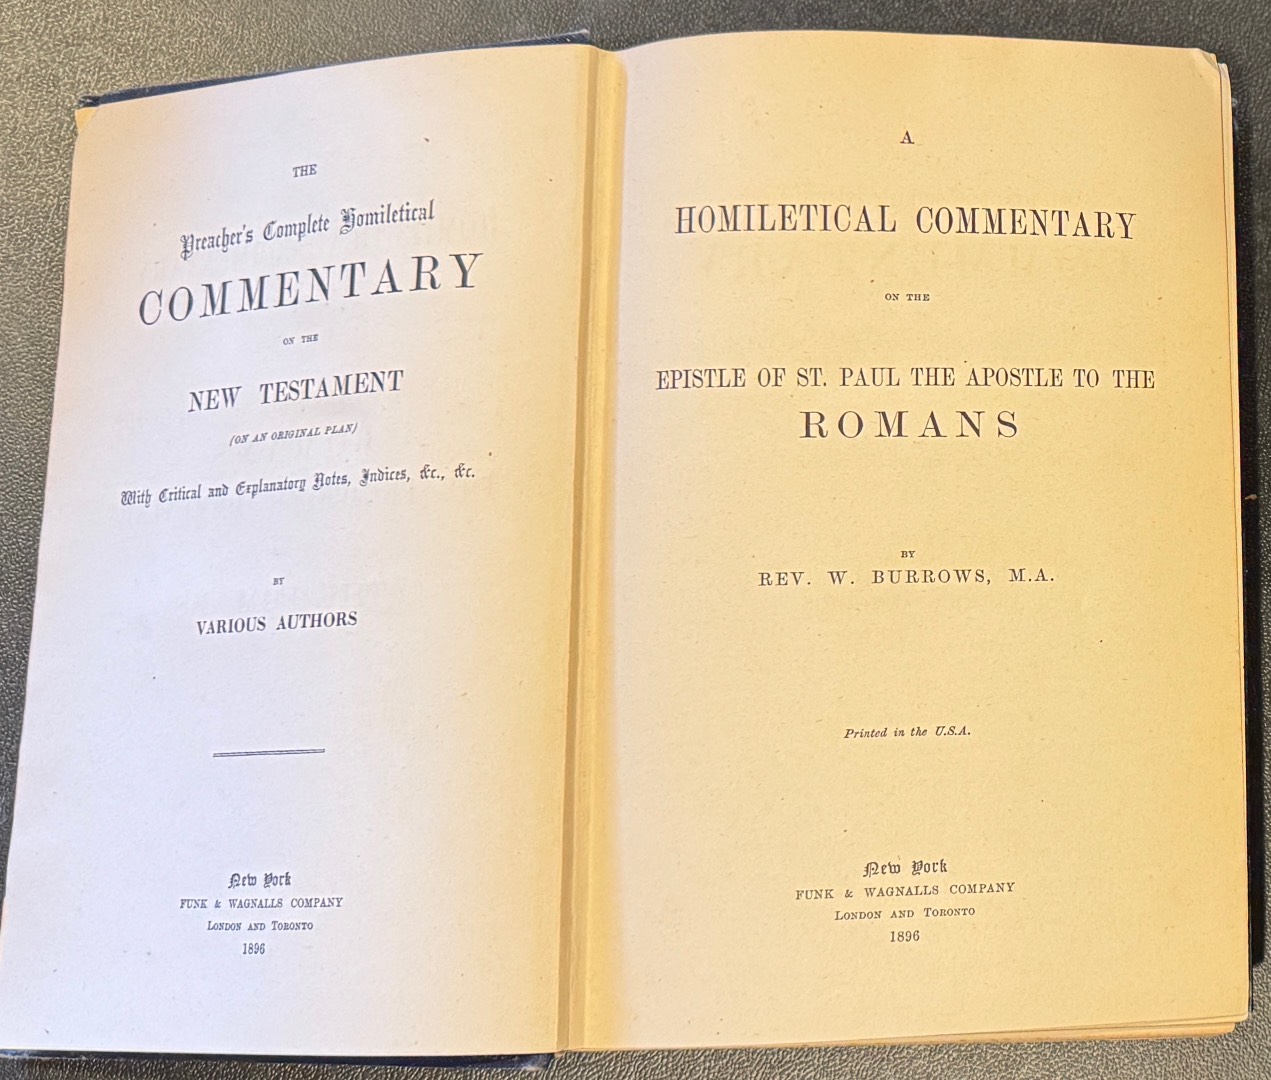 THE
Preacher's Complete Homiletical
COMMENTARY
ON THE
NEW TESTAMENT
(ON AN ORIGINAL PLAN)
With Critical and Explanatory Notes, Indices, &c., &c.
BY
VARIOUS AUTHORS
New York
FUNK & WAGNALLS COMPANY
LONDON AND TORONTO
1896
A
HOMILETICAL COMMENTARY
ON THE
EPISTLE OF ST. PAUL THE APOSTLE TO THE
ROMANS
BY
REV. W. BURROWS, M.A.
Printed in the U.S.A.
New York
FUNK & WAGNALLS COMPANY
LONDON AND TORONTO
1896